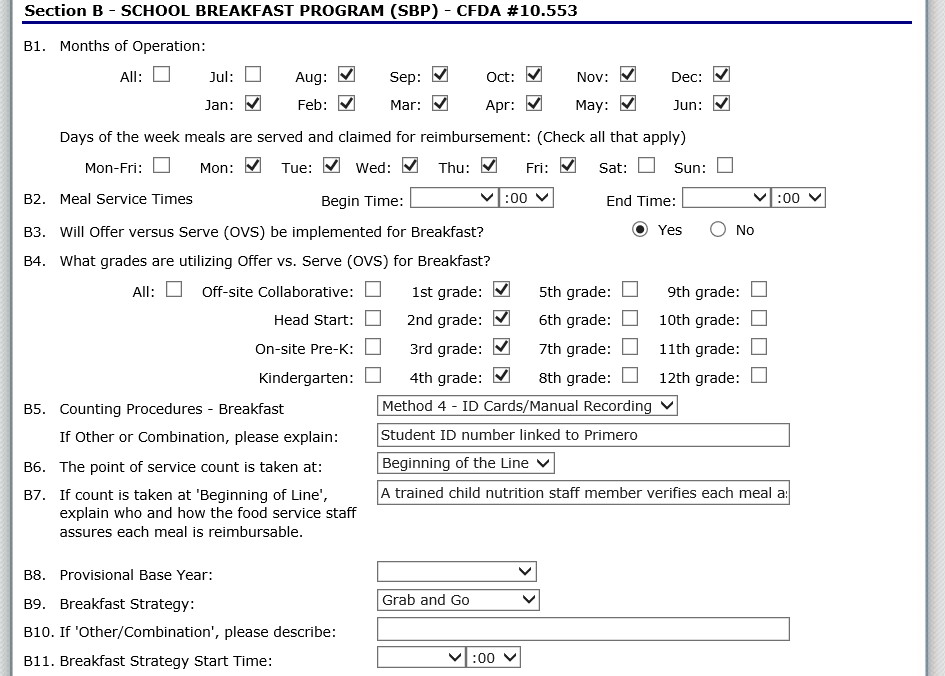 Section B - SCHOOL BREAKFAST PROGRAM (SBP) - CFDA #10.553
B1. Months of Operation:
All: Jul: Aug: Sep: Oct: Nov: Dec:
Jan: Feb: Mar: Apr: May: Jun:
Days of the week meals are served and claimed for reimbursement: (Check all that apply)
Mon-Fri: Mon: Tue: Wed: Thu: Fri: Sat: Sun:
B2. Meal Service Times Begin Time: :00 End Time: :00
B3. Will Offer versus Serve (OVS) be implemented for Breakfast? Yes No
B4. What grades are utilizing Offer vs. Serve (OVS) for Breakfast?
All: Off-site Collaborative: 1st grade: 5th grade: 9th grade:
Head Start: 2nd grade: 6th grade: 10th grade:
On-site Pre-K: 3rd grade: 7th grade: 11th grade:
Kindergarten: 4th grade: 8th grade: 12th grade:
B5. Counting Procedures - Breakfast Method 4 - ID Cards/Manual Recording
If Other or Combination, please explain: Student ID number linked to Primero
B6. The point of service count is taken at: Beginning of the Line
B7. If count is taken at 'Beginning of Line', A trained child nutrition staff member verifies each meal
explain who and how the food service staff
assures each meal is reimbursable.
B8. Provisional Base Year:
B9. Breakfast Strategy: Grab and Go
B10. If 'Other/Combination', please describe:
B11. Breakfast Strategy Start Time: :00